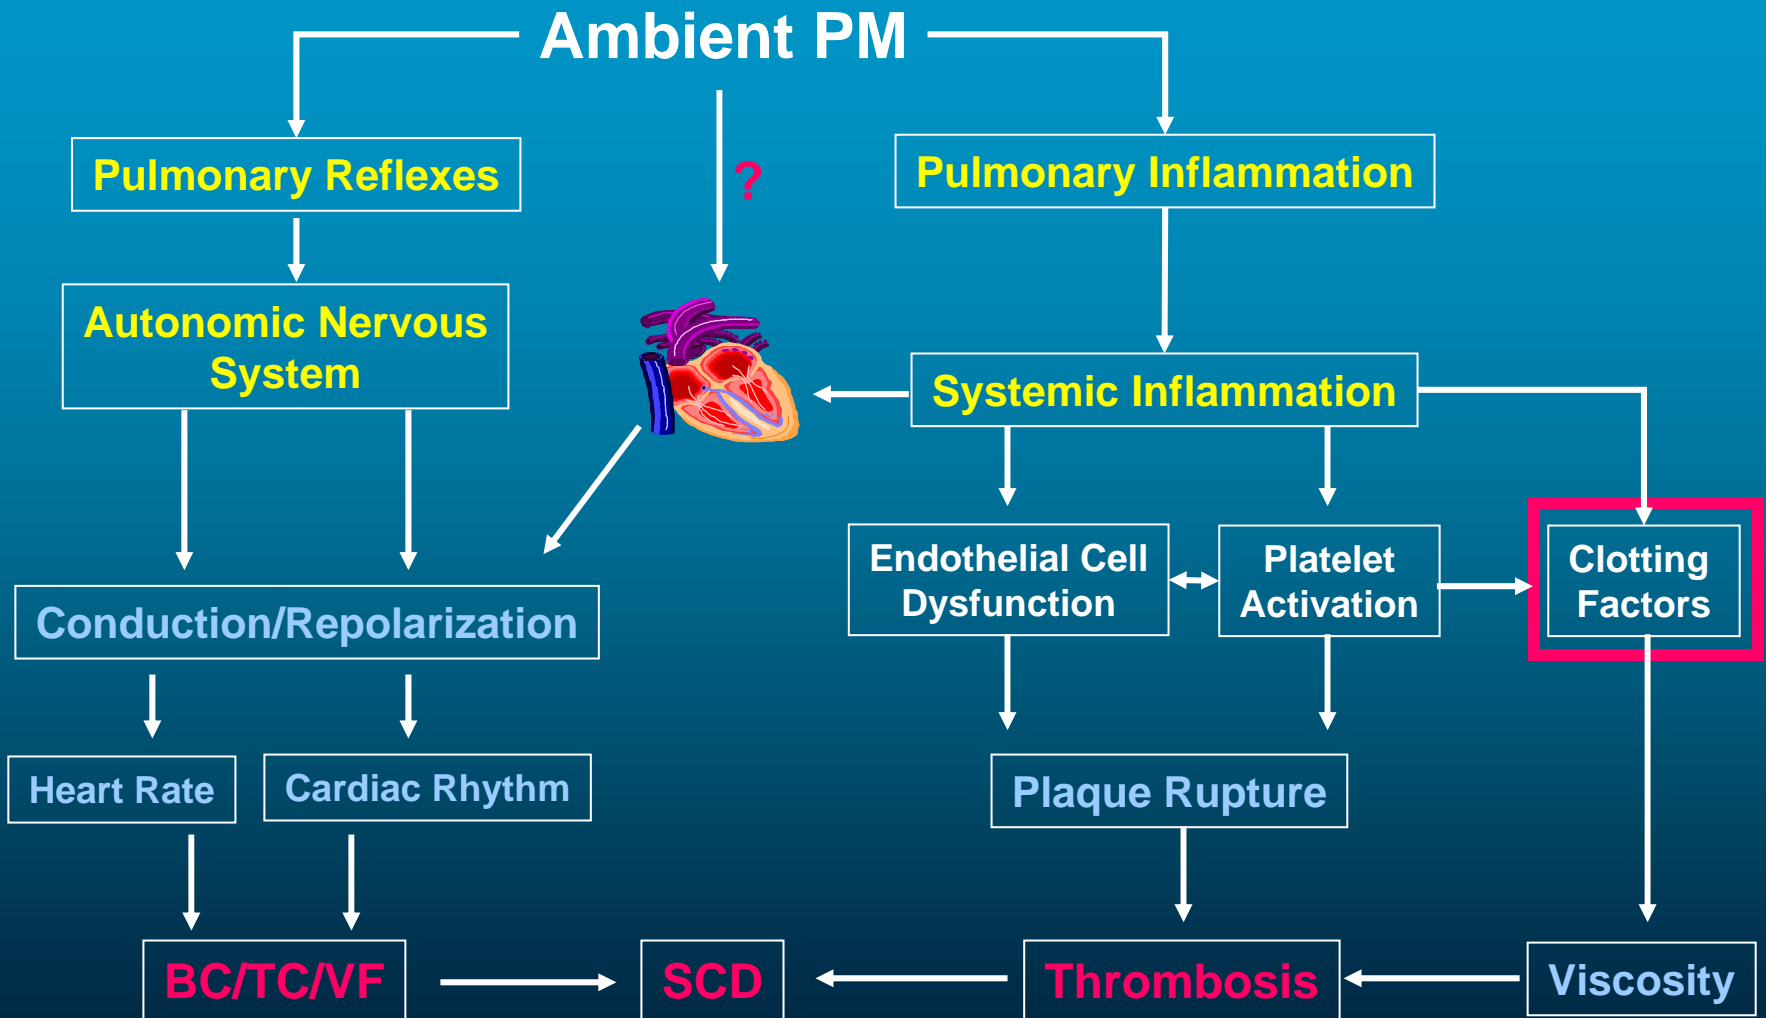 Ambient PM
Pulmonary Reflexes
?
Pulmonary Inflammation
Autonomic Nervous
System
Systemic Inflammation
Endothelial Cell
Dysfunction
Platelet
Activation
Clotting
Factors
Conduction/Repolarization
Heart Rate
Cardiac Rhythm
Plaque Rupture
BC/TC/VF
SCD
Thrombosis
Viscosity